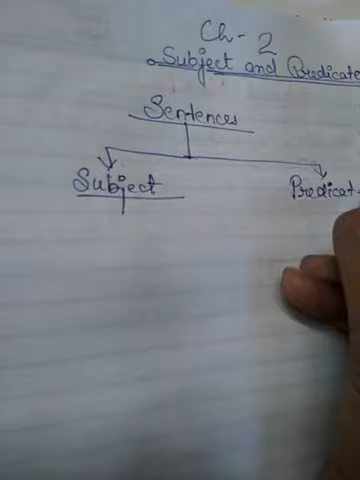 Ch- 2
Subject and Predicate
Sentences
Subject
Predicat